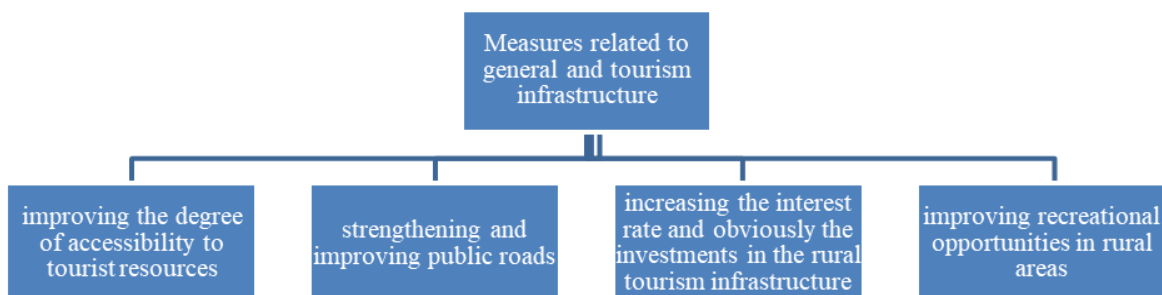 Measures related to
general and tourism
infrastructure
improving the degree
of accessibility to
tourist resources
strengthening and
improving public roads
increasing the interest
rate and obviously the
investments in the rural
tourism infrastructure
improving recreational
opportunities in rural
areas